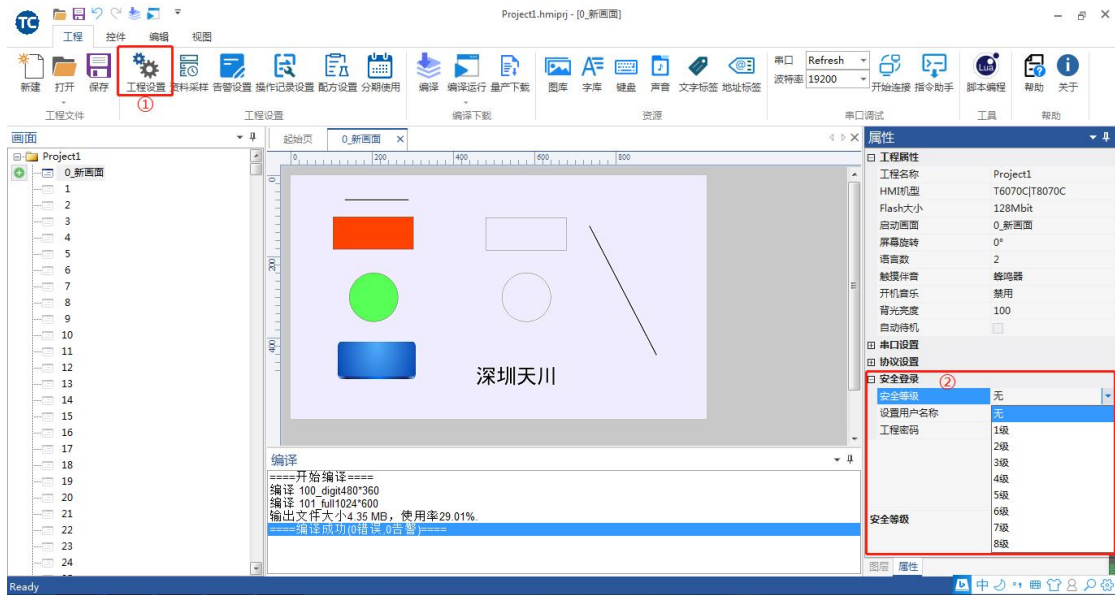 TC
Project1.hmiprj - [0_新画面]
工程 控件 编辑 视图
新建 打开 保存 工程设置 资料采样 告警设置 操作记录设置 配方设置 分期使用 编译 编译运行 量产下载 图库 字库 键盘 声音 文字标签 地址标签 串口 Refresh 波特率 19200 开始连接 指令助手 Lua 脚本编程 帮助 关于
①
工程文件 工程设置 编译下载 资源 串口调试 工具 帮助
画面
起始页 0_新画面
属性
Project1
0_新画面
1
2
3
4
5
6
7
8
9
10
11
12
13
14
15
16
17
18
19
20
21
22
23
24
0 200 400 600 800
200
400
深圳天川
编译
====开始编译====
编译 100_digit480*360
编译 101_full1024*600
输出文件大小4.35 MB，使用率29.01%.
====编译成功(0错误,0告警)====
工程属性
工程名称 Project1
HMI机型 T6070C|T8070C
Flash大小 128Mbit
启动画面 0_新画面
屏幕旋转 0°
语言数 2
触摸伴音 蜂鸣器
开机音乐 禁用
背光亮度 100
自动待机
串口设置
协议设置
安全登录 ②
安全等级 无
设置用户名称 无
工程密码 1级
2级
3级
4级
5级
6级
7级
8级
安全等级
图层 属性
Ready
中